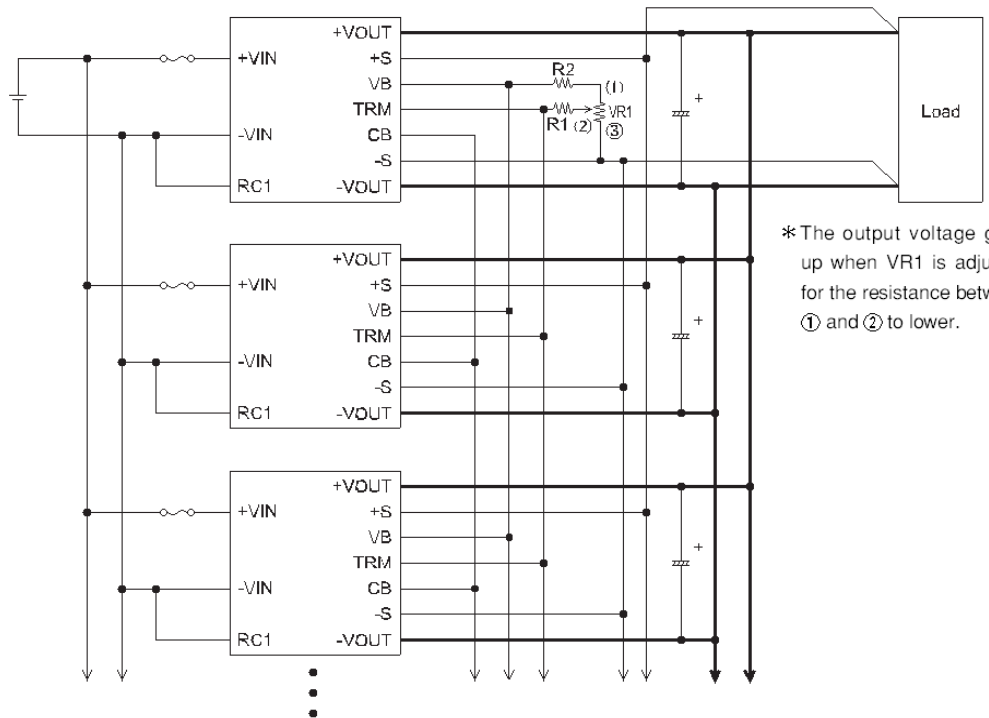 +VOUT
+VIN
+S
VB
R2
(1)
TRM
R1
(2)
VR1
③
-VIN
CB
-S
RC1
-VOUT
Load
* The output voltage g
up when VR1 is adju
for the resistance betw
① and ② to lower.
+
+VOUT
+VIN
+S
VB
TRM
-VIN
CB
-S
RC1
-VOUT
+
+VOUT
+VIN
+S
VB
TRM
-VIN
CB
-S
RC1
-VOUT
+